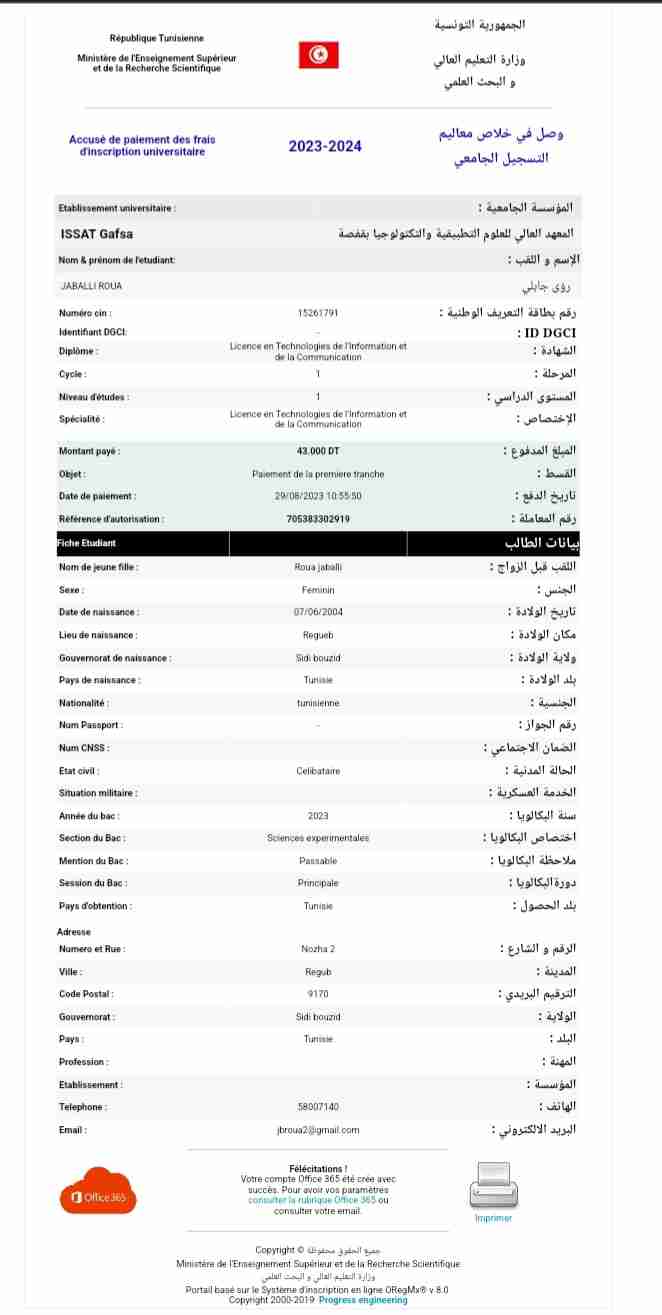 République Tunisienne
Ministère de l'Enseignement Supérieur
et de la Recherche Scientifique
الجمهورية التونسية
وزارة التعليم العالي
و البحث العلمي
Accusé de paiement des frais
d'inscription universitaire
2023-2024
وصل في خلاص معاليم
التسجيل الجامعي
Etablissement universitaire : المؤسسة الجامعية :
ISSAT Gafsa المعهد العالي للعلوم التطبيقية والتكنولوجيا بقفصة
Nom & prénom de l'etudiant: الإسم و اللقب :
JABALLI ROUA رؤى جابلي
Numéro cin : 15261791 رقم بطاقة التعريف الوطنية :
Identifiant DGCI: - ID DGCI :
Diplôme : Licence en Technologies de l'Information et الشهادة :
de la Communication
Cycle : 1 المرحلة :
Niveau d'études : 1 المستوى الدراسي :
Spécialité : Licence en Technologies de l'Information et الإختصاص :
de la Communication
Montant payé : 43.000 DT المبلغ المدفوع :
Objet : Paiement de la premiere tranche القسط :
Date de paiement : 29/08/2023 10:55:50 تاريخ الدفع :
Référence d'autorisation : 705383302919 رقم المعاملة :
Fiche Etudiant بيانات الطالب
Nom de jeune fille : Roua jaballi اللقب قبل الزواج :
Sexe : Feminin الجنس :
Date de naissance : 07/06/2004 تاريخ الولادة :
Lieu de naissance : Regueb مكان الولادة :
Gouvernorat de naissance : Sidi bouzid ولاية الولادة :
Pays de naissance : Tunisie بلد الولادة :
Nationalité : tunisienne الجنسية :
Num Passport : - رقم الجواز :
Num CNSS : الضمان الاجتماعي :
Etat civil : Celibataire الحالة المدنية :
Situation militaire : الخدمة العسكرية :
Année du bac : 2023 سنة البكالويا :
Section du Bac : Sciences experimentales اختصاص البكالويا :
Mention du Bac : Passable ملاحظة البكالويا :
Session du Bac : Principale دورةالبكالويا :
Pays d'obtention : Tunisie بلد الحصول :
Adresse
Numero et Rue : Nozha 2 الرقم و الشارع :
Ville : Regub المدينة :
Code Postal : 9170 الترقيم البريدي :
Gouvernorat : Sidi bouzid الولاية :
Pays : Tunisie البلد :
Profession : المهنة :
Etablissement : المؤسسة :
Telephone : 58007140 الهاتف :
Email : jbroua2@gmail.com البريد الالكتروني :
Office 365
Félécitations !
Votre compte Office 365 été crée avec
succès. Pour avoir vos paramètres
consulter la rubrique Office 365 ou
consulter votre email.
Imprimer
Copyright © جميع الحقوق محفوظة
Ministère de l'Enseignement Supérieur et de la Recherche Scientifique
وزارة التعليم العالي و البحث العلمي
Portail basé sur le Système d'inscription en ligne ORegMx® v 8.0
Copyright 2000-2019 Progress engineering